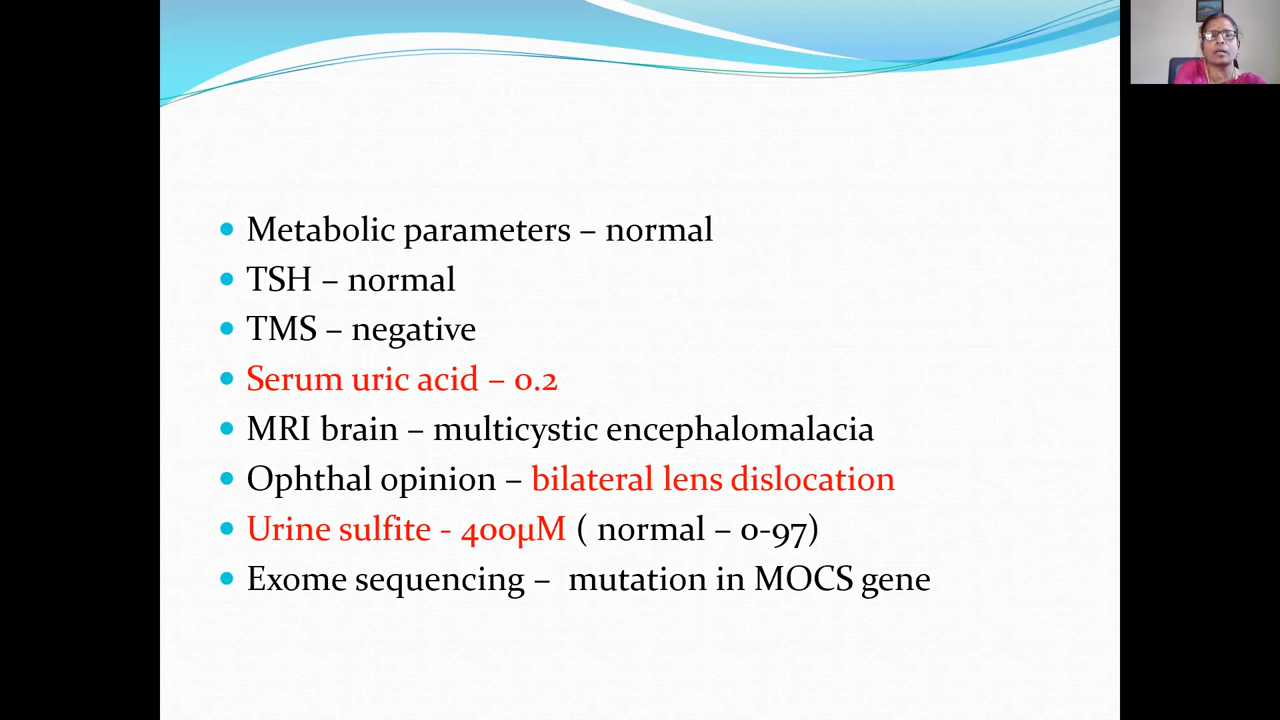 Metabolic parameters – normal
TSH – normal
TMS – negative
Serum uric acid – 0.2
MRI brain – multicystic encephalomalacia
Ophthal opinion – bilateral lens dislocation
Urine sulfite - 400µM ( normal – 0-97)
Exome sequencing –  mutation in MOCS gene